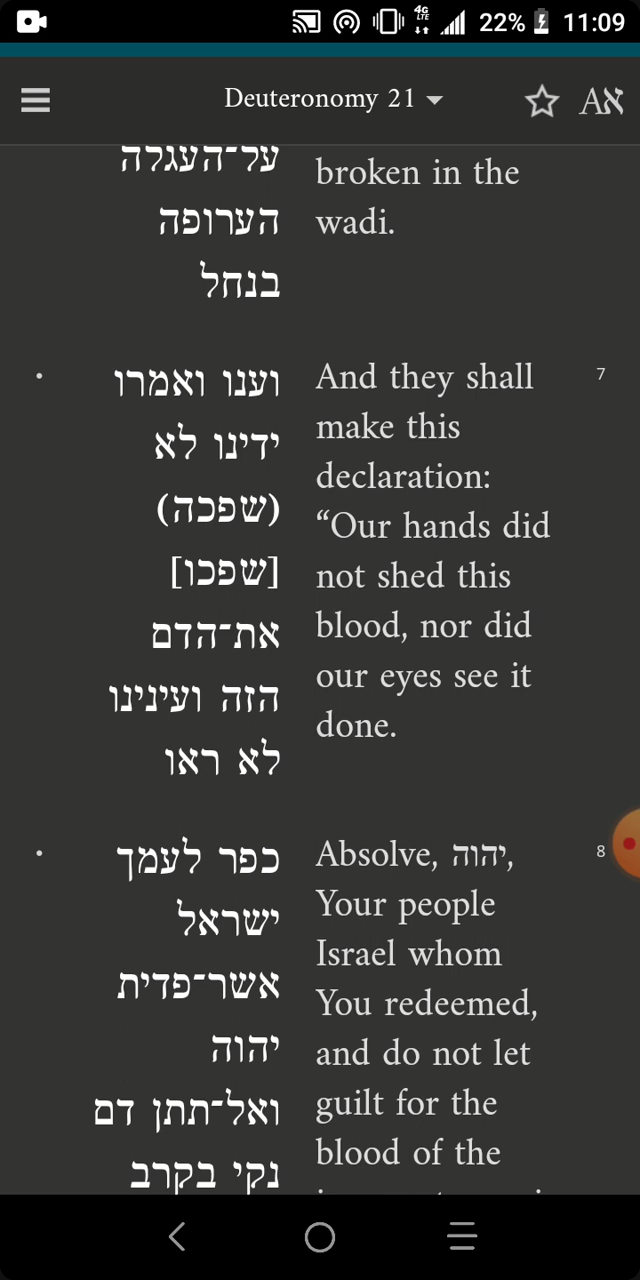 4G
LTE
22%
11:09
Deuteronomy 21
Aא
על־העגלה
הערופה
בנחל
broken in the
wadi.
וענו ואמרו
ידינו לא
(שפכה)
[שפכו]
את־הדם
הזה ועינינו
לא ראו
And they shall
make this
declaration:
“Our hands did
not shed this
blood, nor did
our eyes see it
done.
7
כפר לעמך
ישראל
אשר־פדית
יהוה
ואל־תתן דם
נקי בקרב
Absolve, יהוה,
Your people
Israel whom
You redeemed,
and do not let
guilt for the
blood of the
8